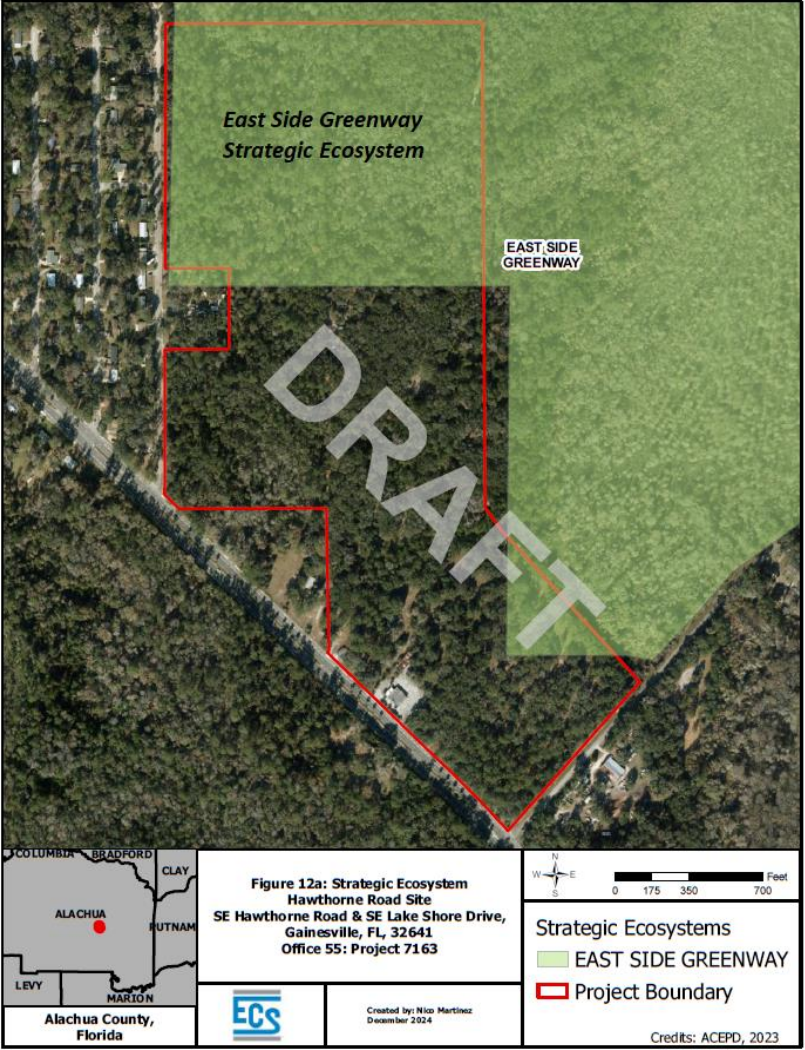 East Side Greenway
Strategic Ecosystem
EAST SIDE
GREENWAY
DRAFT
COLUMBIA
BRADFORD
CLAY
ALACHUA
PUTNAM
LEVY
MARION
Alachua County,
Florida
Figure 12a: Strategic Ecosystem
Hawthorne Road Site
SE Hawthorne Road & SE Lake Shore Drive,
Gainesville, FL, 32641
Office 55: Project 7163
ECS
Created by: Nico Martinez
December 2024
N
W E
S
Feet
0 175 350 700
Strategic Ecosystems
EAST SIDE GREENWAY
Project Boundary
Credits: ACEPD, 2023